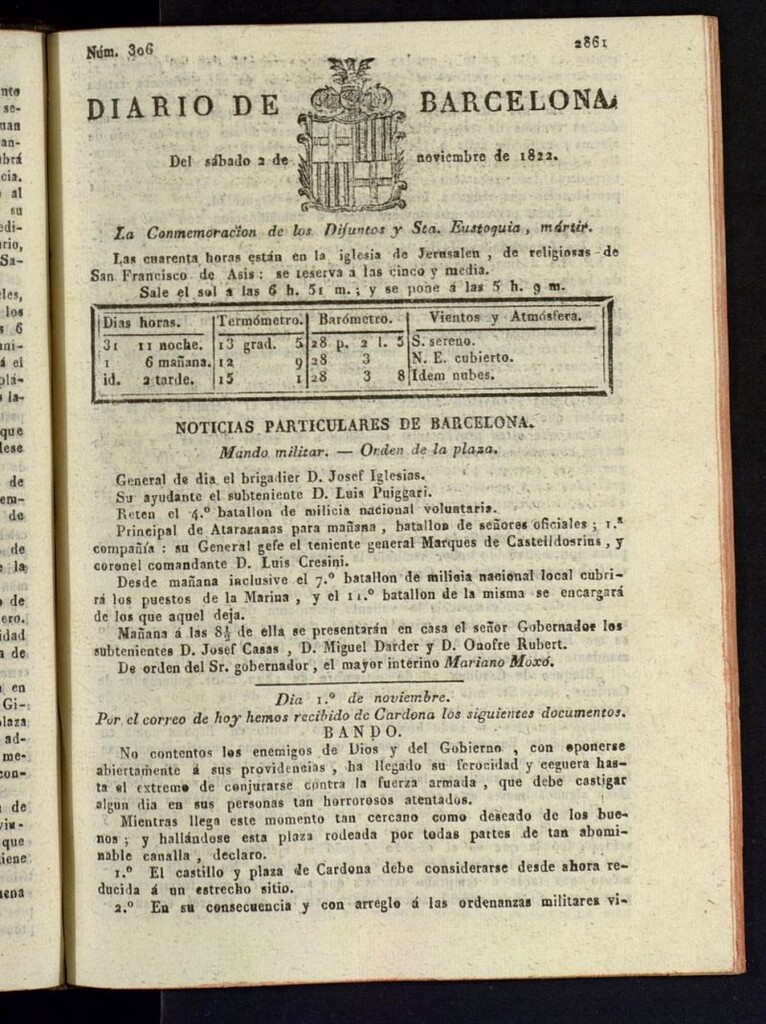 Núm. 306 2861
DIARIO DE BARCELONA.
Del sábado 2 de noviembre de 1822.
La Conmemoracion de los Difuntos y Sta. Eustoquia, mártir.
Las cuarenta horas están en la iglesia de Jerusalen, de religiosas de
San Francisco de Asis: se reserva á las cinco y media.
Sale el sol á las 6 h. 51 m.; y se pone á las 5 h. 9 m.
Dias horas. Termómetro. Barómetro. Vientos y Atmósfera.
31 11 noche. 13 grad. 5 28 p. 2 l. 5 S. sereno.
1 6 mañana. 12 9 28 3 N. E. cubierto.
id. 2 tarde. 15 1 28 3 8 Idem nubes.
NOTICIAS PARTICULARES DE BARCELONA.
Mando militar. — Orden de la plaza.
General de dia el brigadier D. Josef Iglesias.
Su ayudante el subteniente D. Luis Puiggari.
Reten el 4.º batallon de milicia nacional voluntaria.
Principal de Atarazanas para mañana, batallon de señores oficiales; 1.ª
compañia: su General gefe el teniente general Marques de Castelldosrius, y
coronel comandante D. Luis Cresini.
Desde mañana inclusive el 7.º batallon de milicia nacional local cubri-
rá los puestos de la Marina, y el 11.º batallon de la misma se encargará
de los que aquel deja.
Mañana á las 8½ de ella se presentarán en casa el señor Gobernador los
subtenientes D. Josef Casas, D. Miguel Darder y D. Onofre Rubert.
De orden del Sr. gobernador, el mayor interino Mariano Moxó.
Dia 1.º de noviembre.
Por el correo de hoy hemos recibido de Cardona los siguientes documentos.
BANDO.
No contentos los enemigos de Dios y del Gobierno, con oponerse
abiertamente á sus providencias, ha llegado su ferocidad y ceguera has-
ta el extremo de conjurarse contra la fuerza armada, que debe castigar
algun dia en sus personas tan horrorosos atentados.
Mientras llega este momento tan cercano como deseado de los bue-
nos; y hallándose esta plaza rodeada por todas partes de tan abomi-
nable canalla, declaro.
1.º El castillo y plaza de Cardona debe considerarse desde ahora re-
ducida á un estrecho sitio.
2.º En su consecuencia y con arreglo á las ordenanzas militares vi-